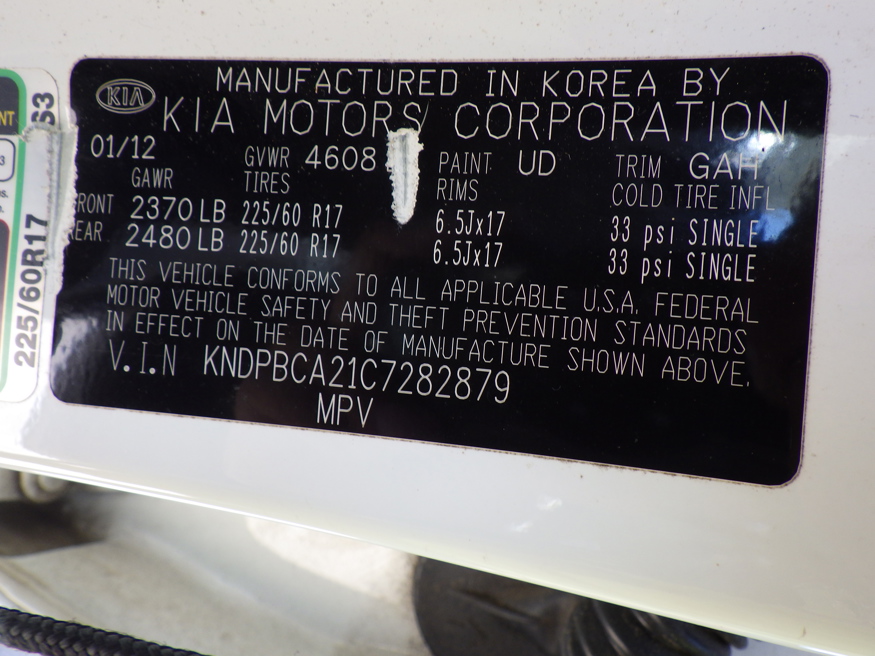 MANUFACTURED IN KOREA BY
KIA
KIA MOTORS CORPORATION
01/12 GVWR 4608 PAINT UD TRIM GAH
GAWR TIRES RIMS COLD TIRE INFL
FRONT 2370 LB 225/60 R17 6.5Jx17 33 psi SINGLE
REAR 2480 LB 225/60 R17 6.5Jx17 33 psi SINGLE
THIS VEHICLE CONFORMS TO ALL APPLICABLE U.S.A. FEDERAL
MOTOR VEHICLE SAFETY AND THEFT PREVENTION STANDARDS
IN EFFECT ON THE DATE OF MANUFACTURE SHOWN ABOVE.
V.I.N KNDPBCA21C7282879
MPV
225/60R17